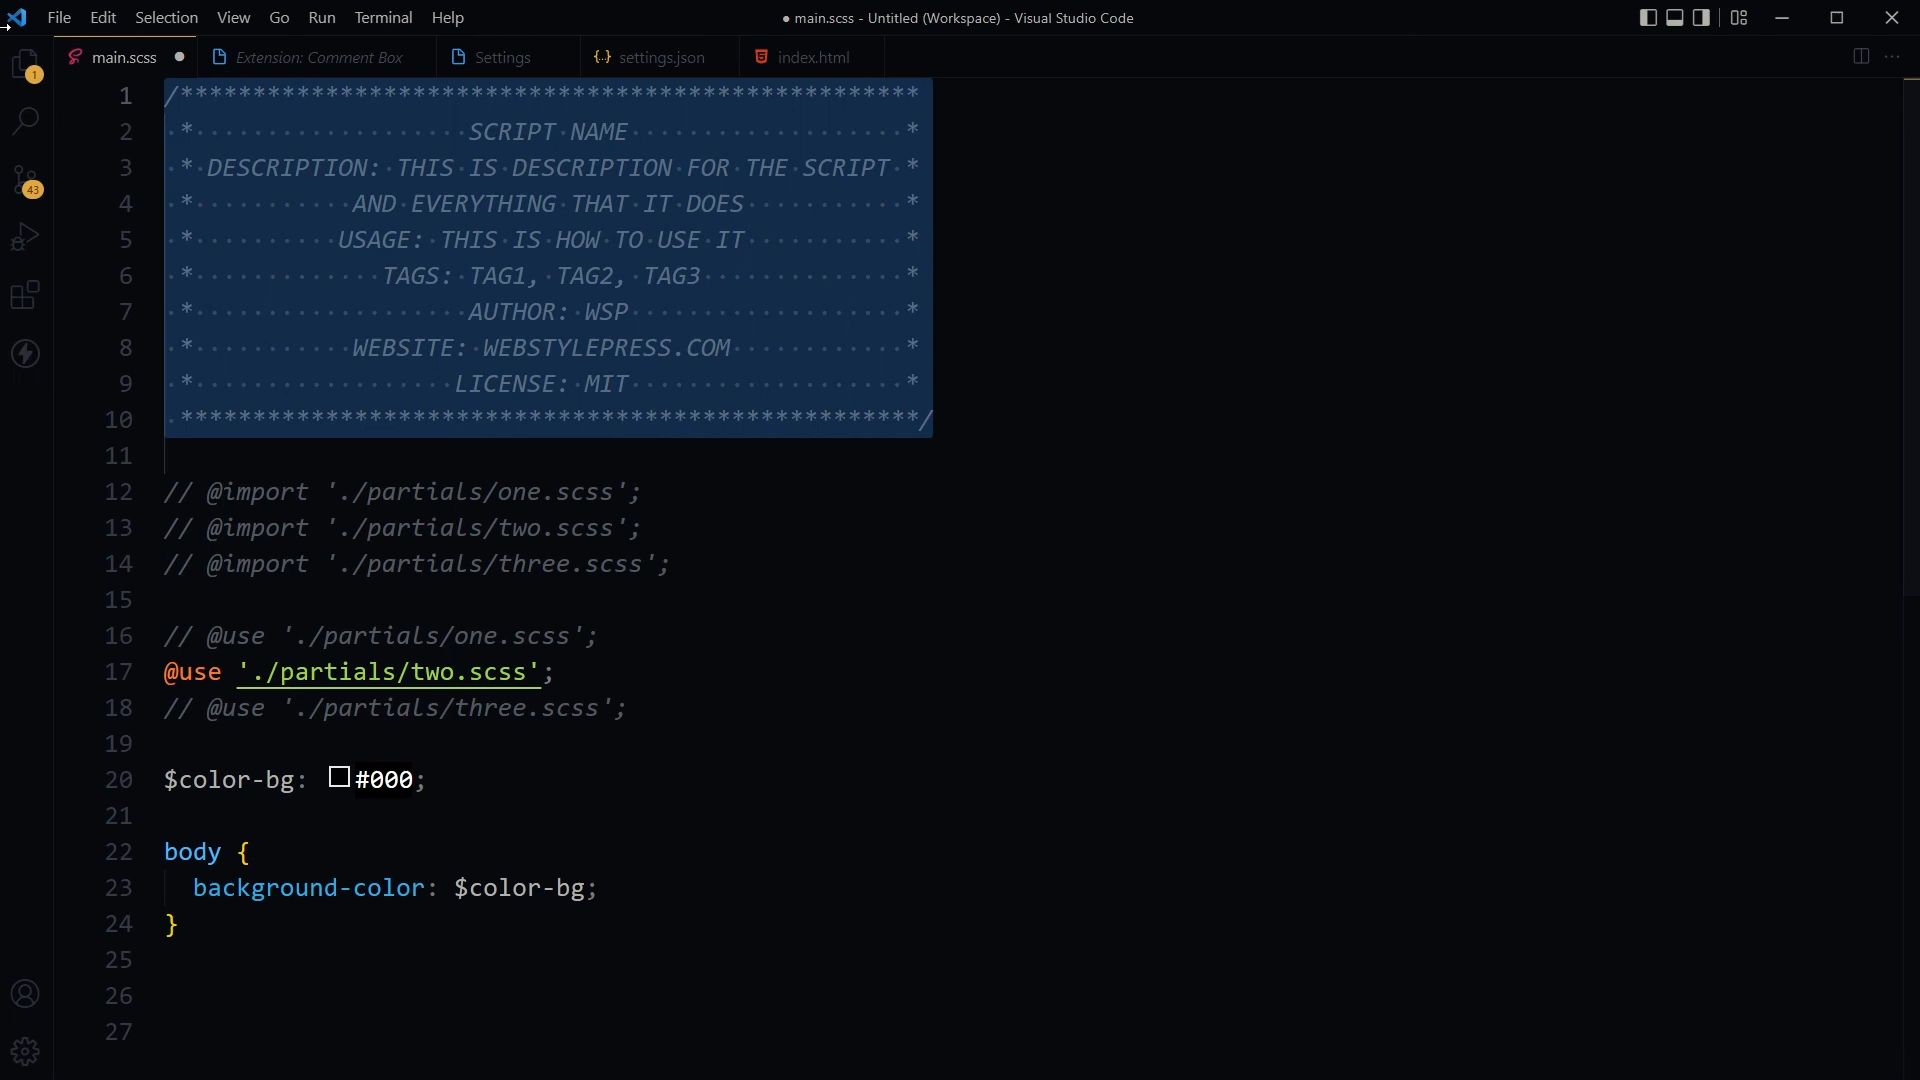 File Edit Selection View Go Run Terminal Help ● main.scss - Untitled (Workspace) - Visual Studio Code
main.scss ● Extension: Comment Box Settings {..} settings.json index.html
1
43
1 /***************************************************
2 * SCRIPT NAME *
3 * DESCRIPTION: THIS IS DESCRIPTION FOR THE SCRIPT *
4 * AND EVERYTHING THAT IT DOES *
5 * USAGE: THIS IS HOW TO USE IT *
6 * TAGS: TAG1, TAG2, TAG3 *
7 * AUTHOR: WSP *
8 * WEBSITE: WEBSTYLEPRESS.COM *
9 * LICENSE: MIT *
10 ***************************************************/
11
12 // @import './partials/one.scss';
13 // @import './partials/two.scss';
14 // @import './partials/three.scss';
15
16 // @use './partials/one.scss';
17 @use './partials/two.scss';
18 // @use './partials/three.scss';
19
20 $color-bg: #000;
21
22 body {
23 background-color: $color-bg;
24 }
25
26
27